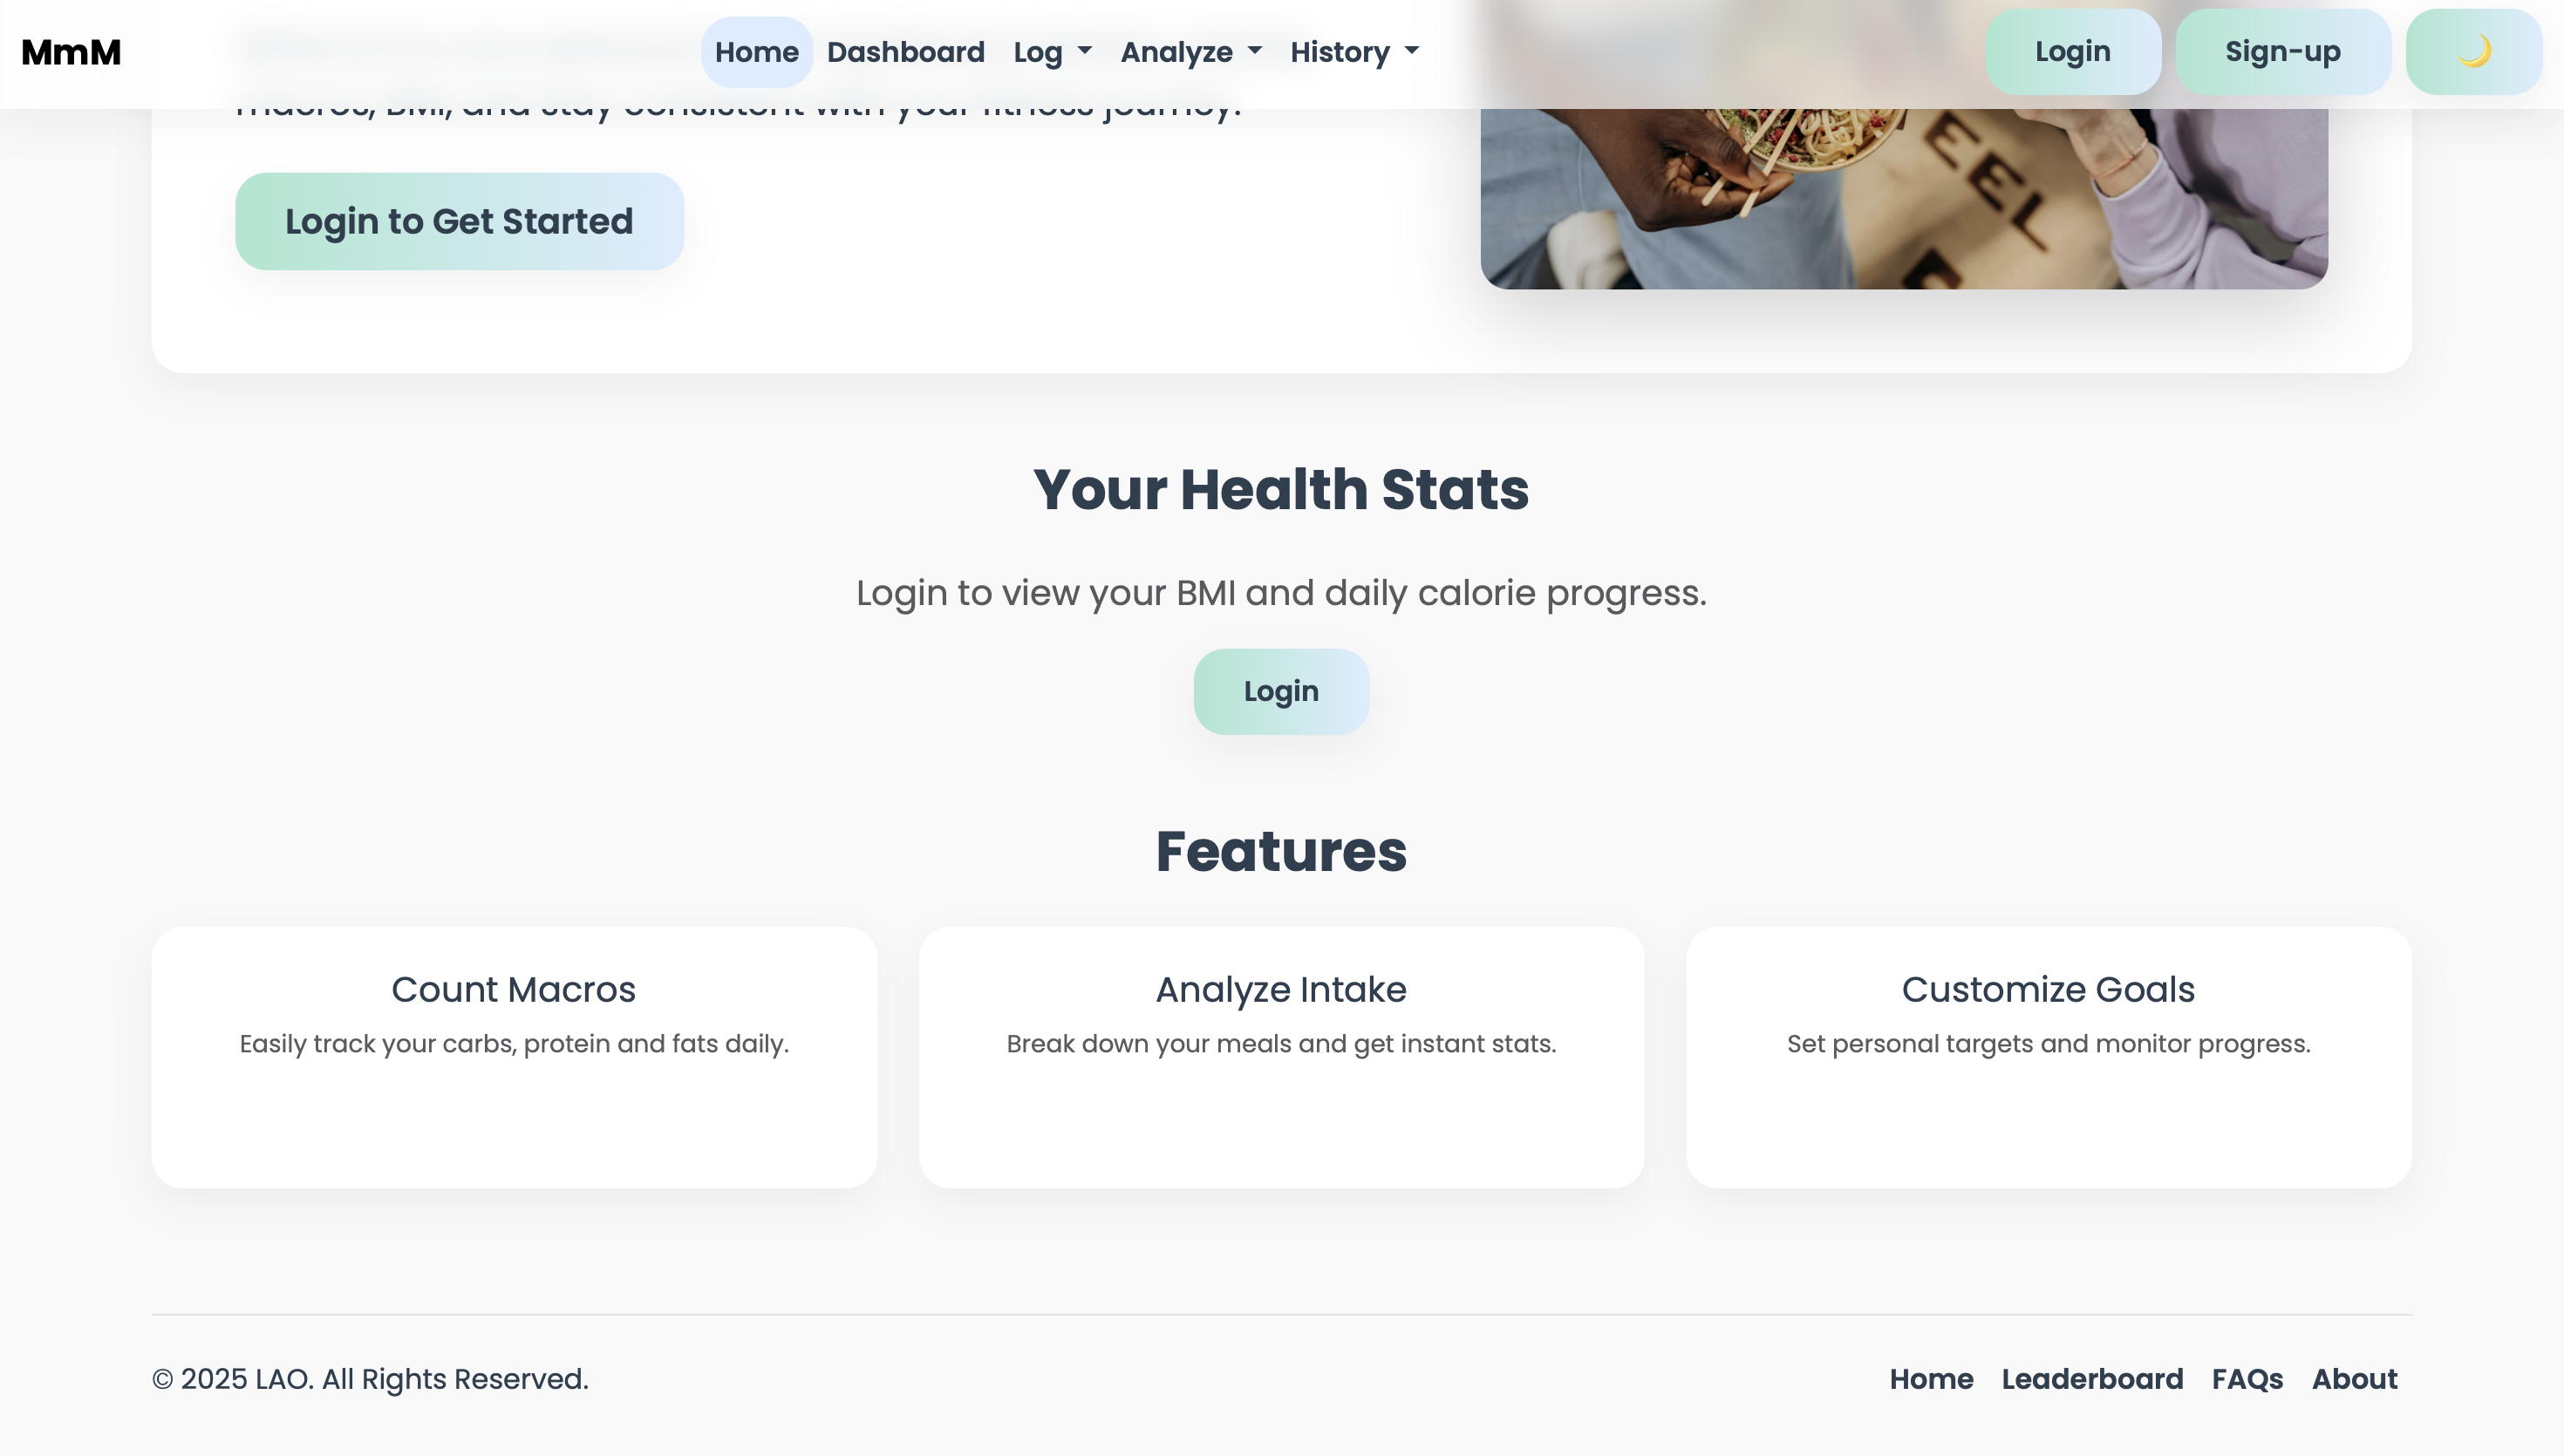 MmM
Home Dashboard Log Analyze History
Login Sign-up
macros, BMI, and stay consistent with your fitness journey.
Login to Get Started
EEL
Your Health Stats
Login to view your BMI and daily calorie progress.
Login
Features
Count Macros
Easily track your carbs, protein and fats daily.
Analyze Intake
Break down your meals and get instant stats.
Customize Goals
Set personal targets and monitor progress.
© 2025 LAO. All Rights Reserved.
Home Leaderboard FAQs About